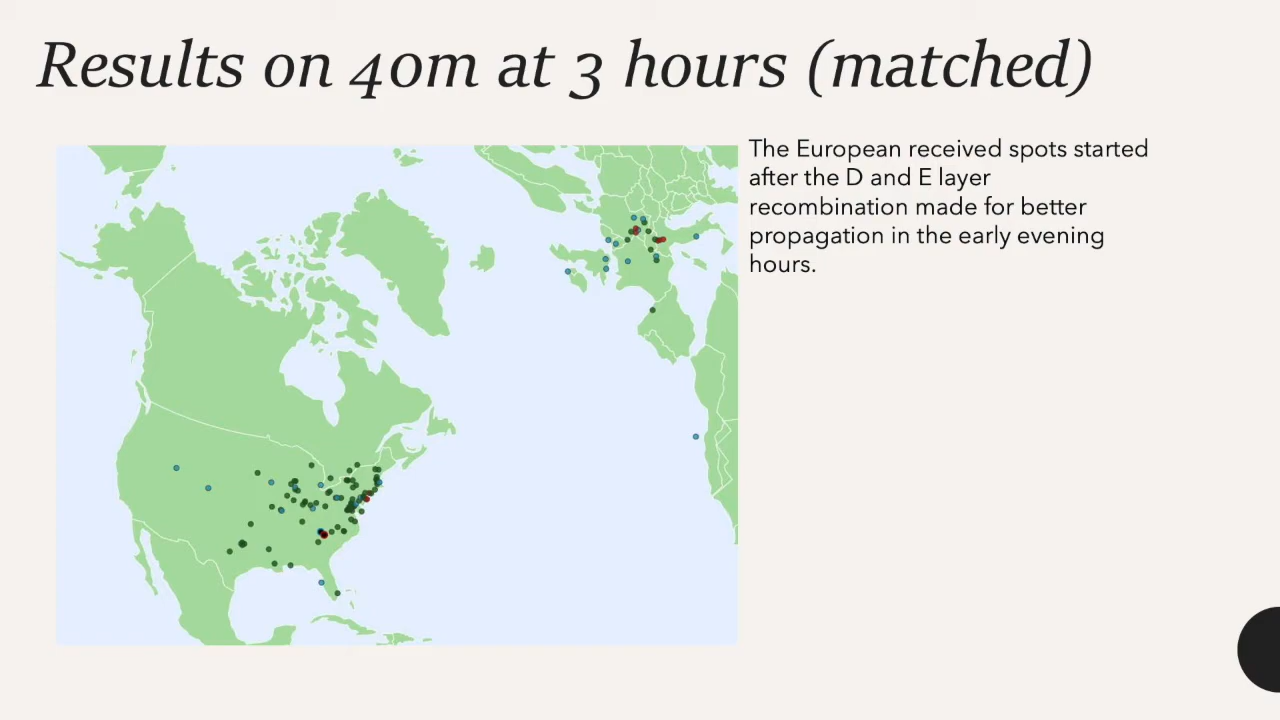 Results on 40m at 3 hours (matched)
The European received spots started
after the D and E layer
recombination made for better
propagation in the early evening
hours.